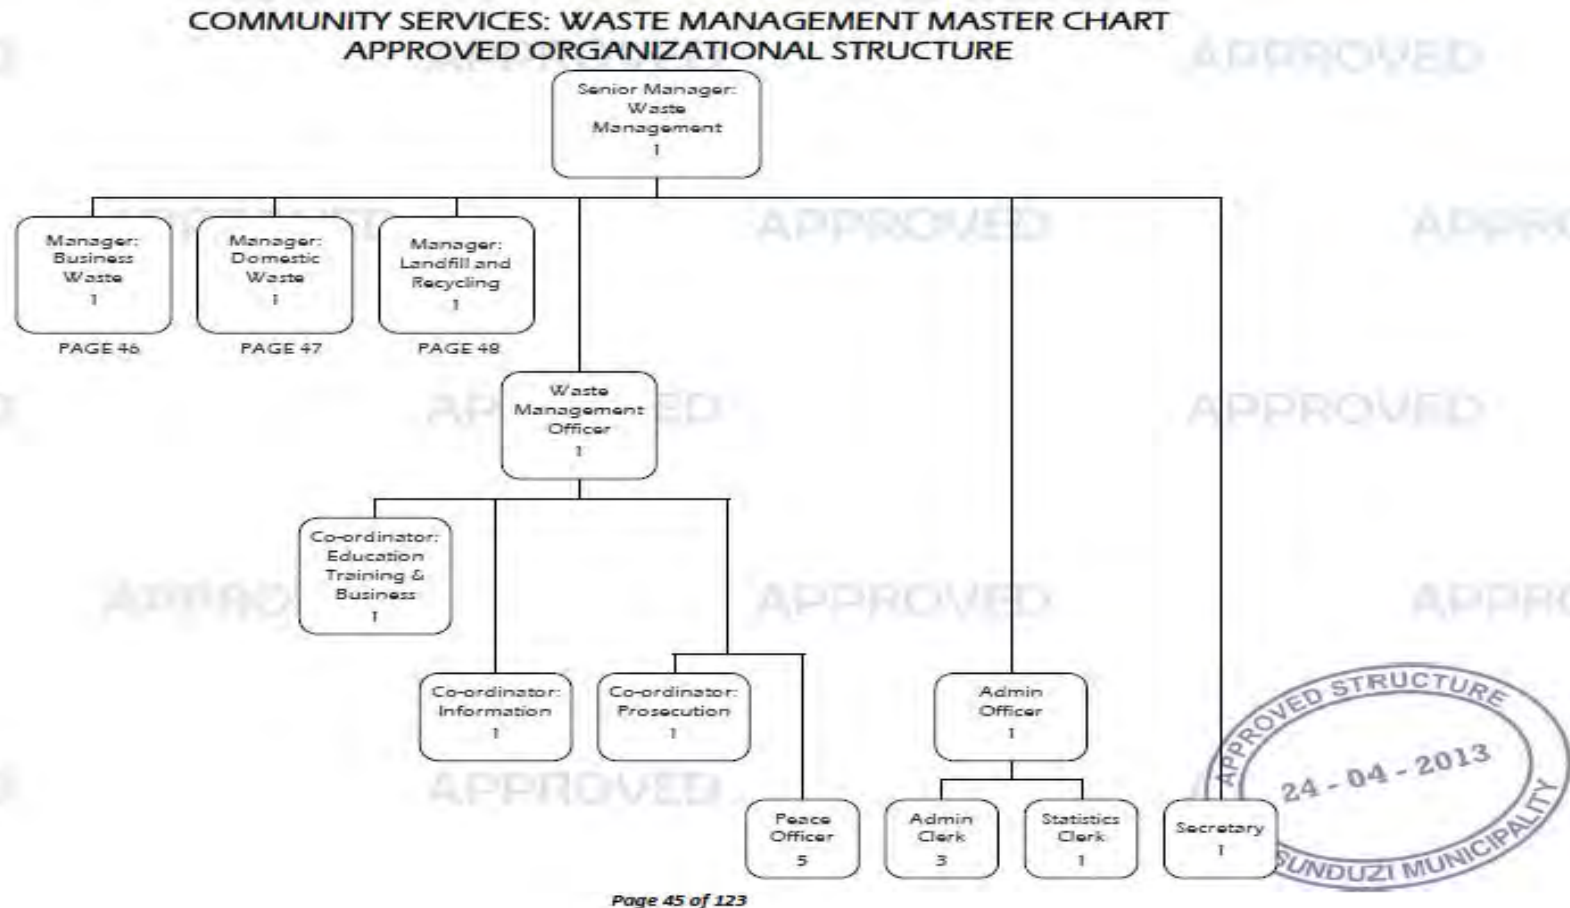 COMMUNITY SERVICES: WASTE MANAGEMENT MASTER CHART
APPROVED ORGANIZATIONAL STRUCTURE
Senior Manager:
Waste
Management
1
Manager:
Business
Waste
1
PAGE 46
Manager:
Domestic
Waste
1
PAGE 47
Manager:
Landfill and
Recycling
1
PAGE 48
Waste
Management
Officer
1
Co-ordinator:
Education
Training &
Business
1
Co-ordinator:
Information
1
Co-ordinator:
Prosecution
1
Peace
Officer
5
Admin
Officer
1
Admin
Clerk
3
Statistics
Clerk
1
Secretary
1
APPROVED STRUCTURE
24 - 04 - 2013
SUNDUZI MUNICIPALITY
APPROVED
APPROVED
APPROVED
APPROVED
APPROVED
Page 45 of 123